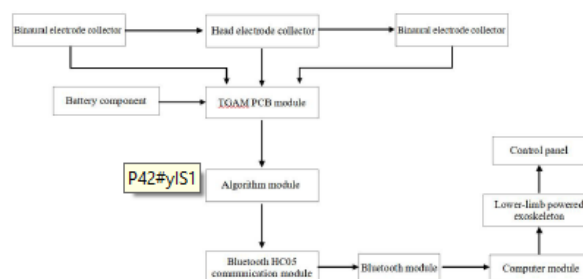 Binaural electrode collector
Head electrode collector
Binaural electrode collector
Battery component
TGAM PCB module
Control panel
P42#yIS1
Algorithm module
Lower-limb powered
exoskeleton
Bluetooth HC05
communication module
Bluetooth module
Computer module